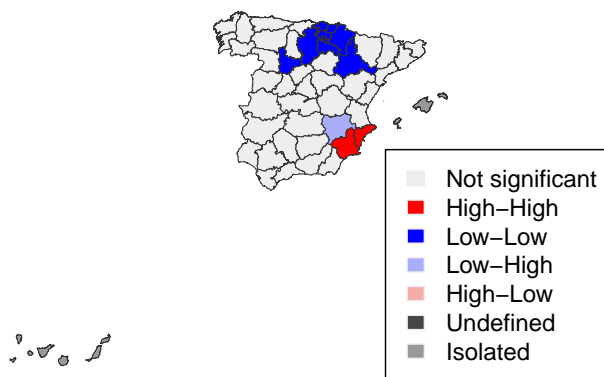 Not significant
High−High
Low−Low
Low−High
High−Low
Undefined
Isolated